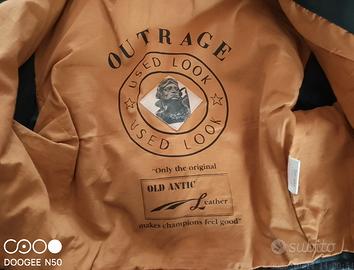 OUTRAGE
USED LOOK
USED LOOK
"Only the original
OLD ANTIC
Leather
makes champions feel good"
DOOGEE N50
subito